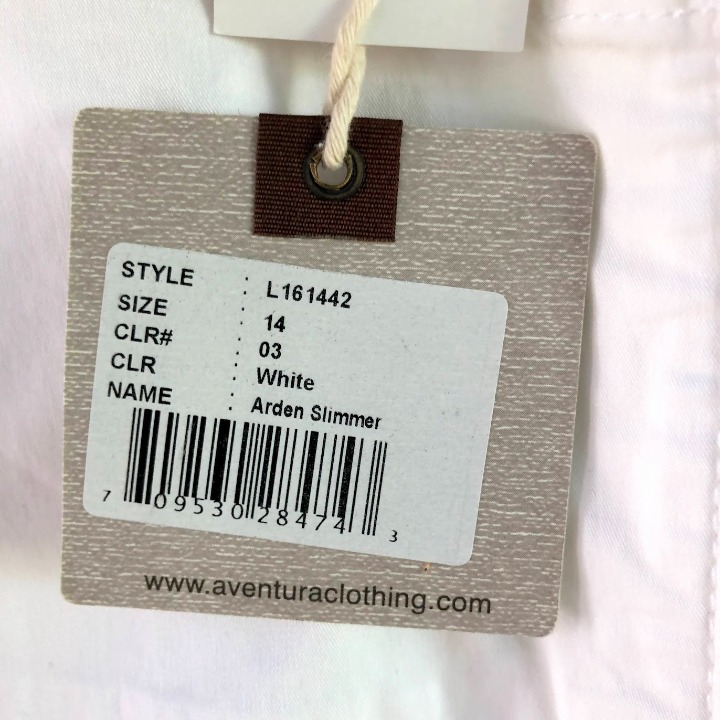 STYLE : L161442
SIZE : 14
CLR# : 03
CLR : White
NAME : Arden Slimmer
7 09530 28474 3
www.aventuraclothing.com